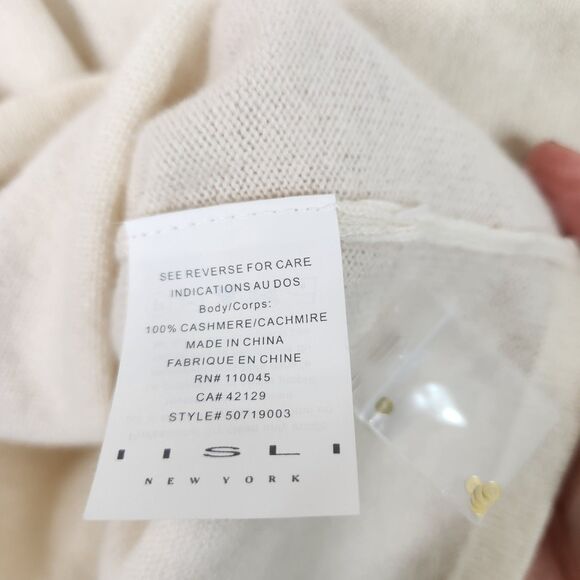 SEE REVERSE FOR CARE
INDICATIONS AU DOS
Body/Corps:
100% CASHMERE/CACHMIRE
MADE IN CHINA
FABRIQUE EN CHINE
RN# 110045
CA# 42129
STYLE# 50719003
I I S L I
NEW YORK